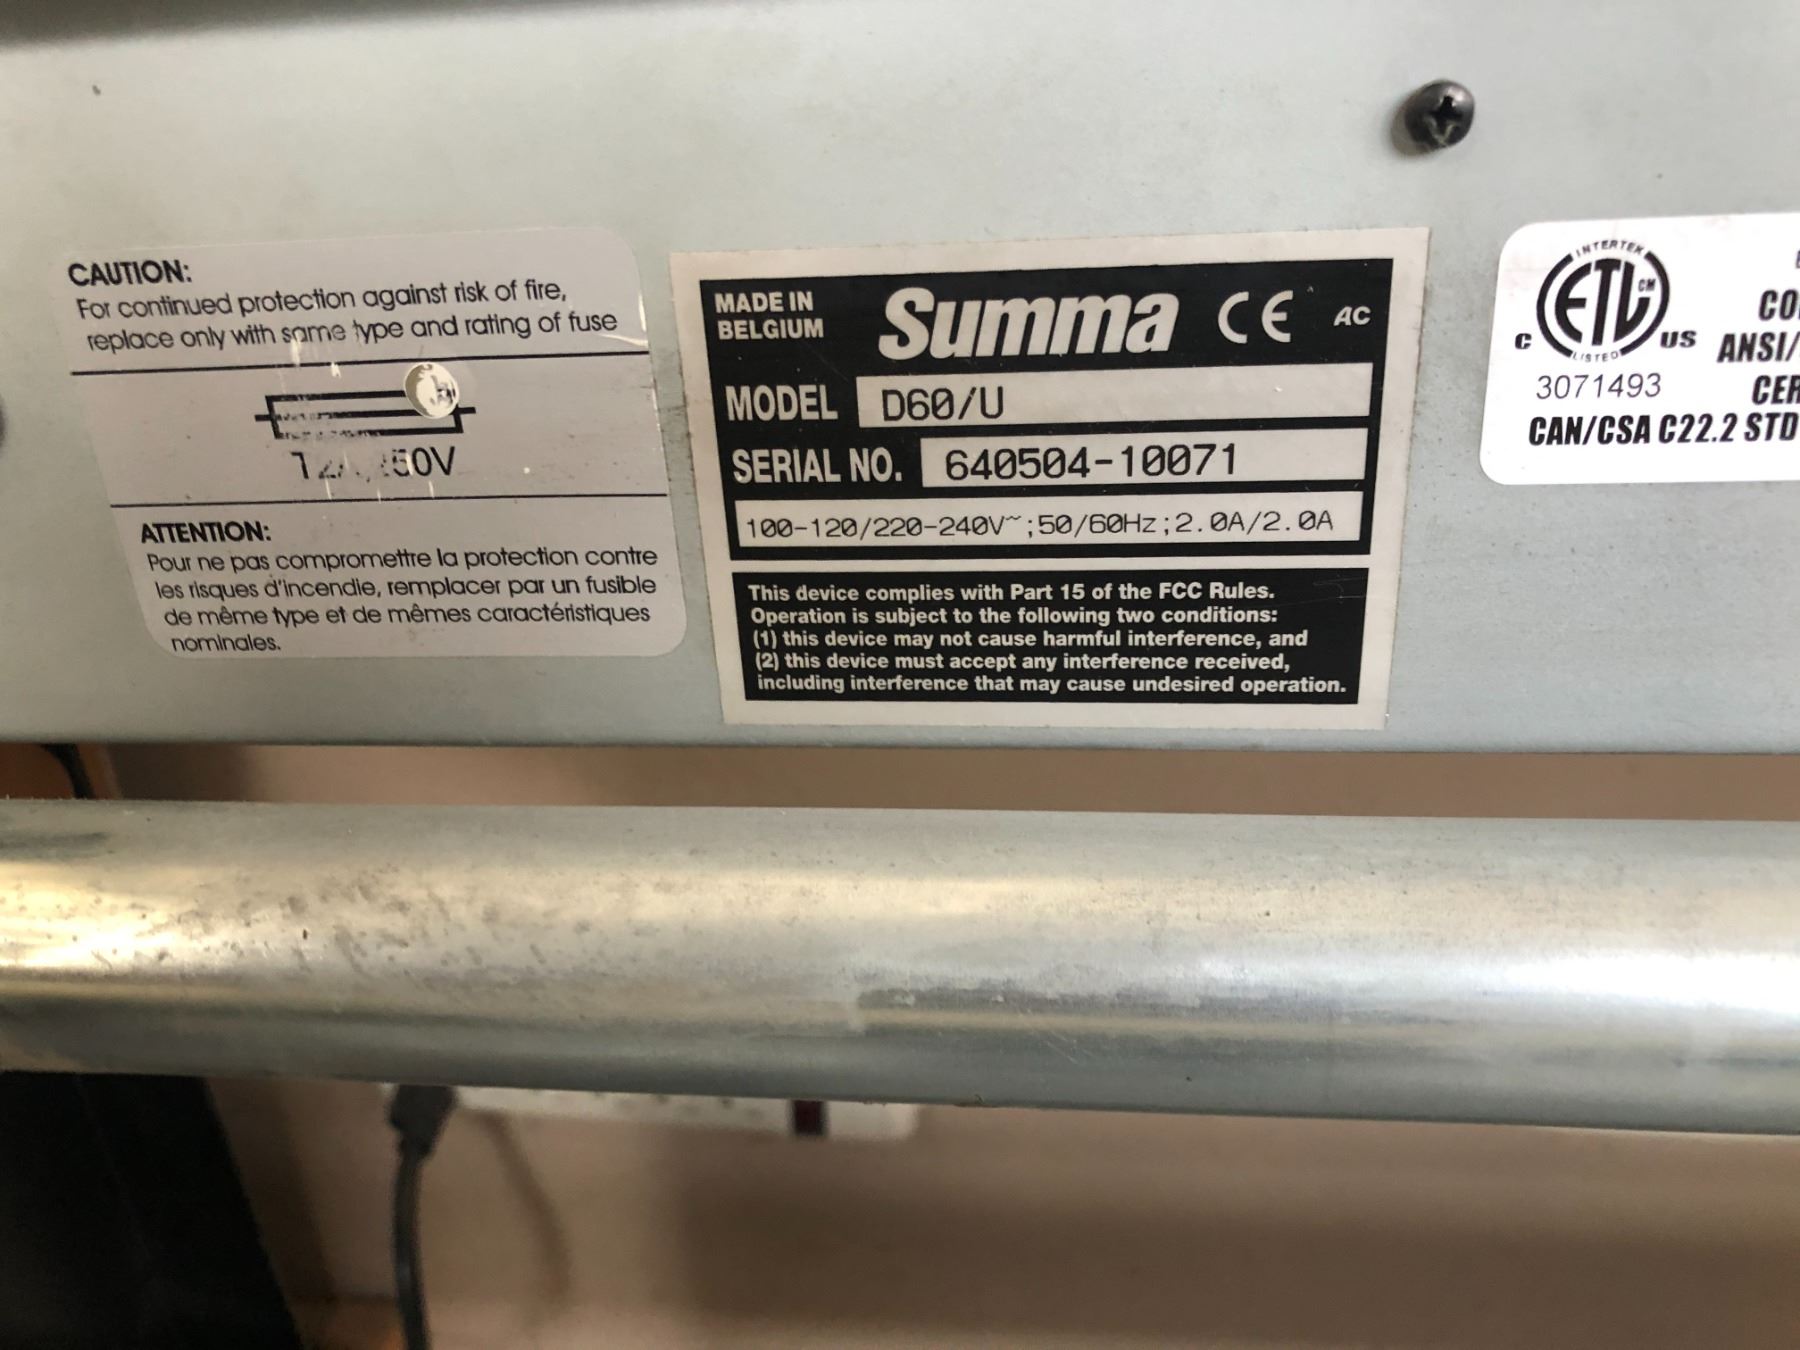 CAUTION:
For continued protection against risk of fire,
replace only with same type and rating of fuse
ATTENTION:
Pour ne pas compromettre la protection contre
les risques d'incendie, remplacer par un fusible
de même type et de mêmes caractéristiques
nominales.
MADE IN
BELGIUM
Summa CE AC
MODEL D60/U
SERIAL NO. 640504-10071
100-120/220-240V~;50/60Hz;2.0A/2.0A
This device complies with Part 15 of the FCC Rules.
Operation is subject to the following two conditions:
(1) this device may not cause harmful interference, and
(2) this device must accept any interference received,
including interference that may cause undesired operation.
INTERTEK
ETL CM
C US
LISTED
3071493
ANSI/
CAN/CSA C22.2 STD